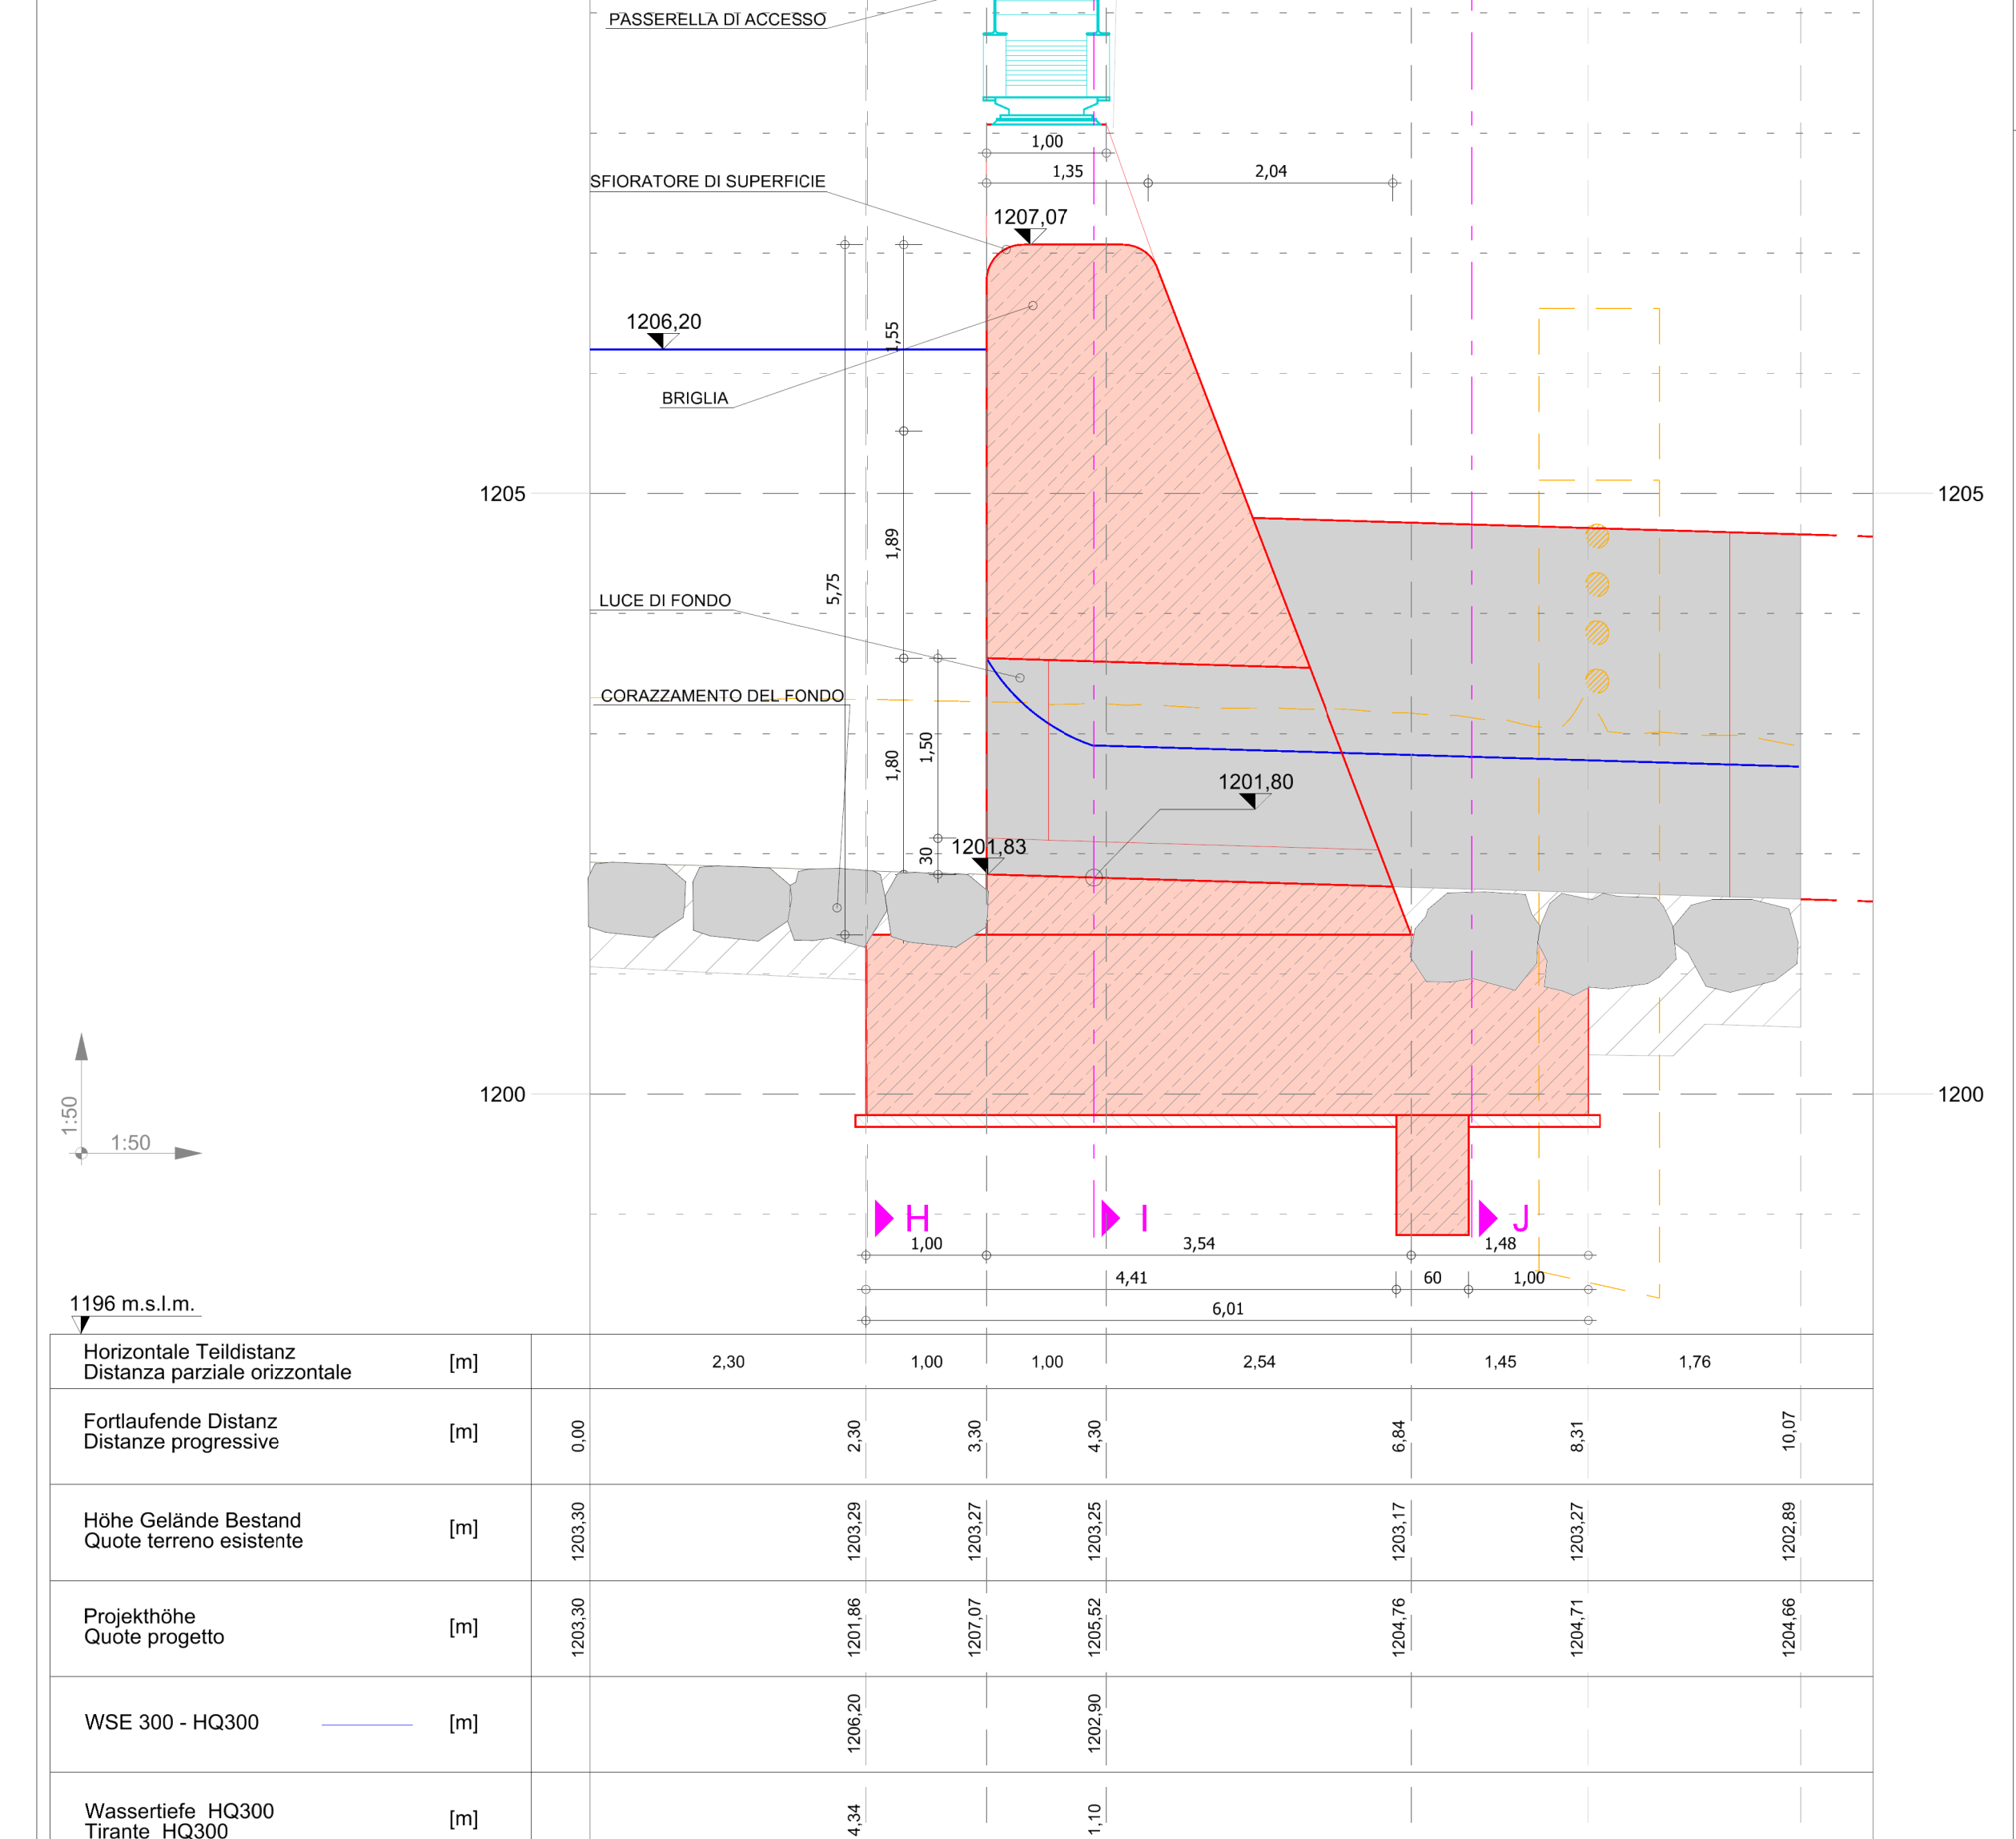 PASSERELLA DI ACCESSO
1,00
1,35
2,04
SFIORATORE DI SUPERFICIE
1207,07
1206,20
1,55
BRIGLIA
1205
1205
1,89
5,75
LUCE DI FONDO
CORAZZAMENTO DEL FONDO
1,50
1,80
1201,80
1201,83
30
1200
1200
1:50
1:50
H
I
J
1,00
3,54
1,48
4,41
60
1,00
6,01
1196 m.s.l.m.
Horizontale Teildistanz
Distanza parziale orizzontale
[m]
2,30
1,00
1,00
2,54
1,45
1,76
Fortlaufende Distanz
Distanze progressive
[m]
0,00
2,30
3,30
4,30
6,84
8,31
10,07
Höhe Gelände Bestand
Quote terreno esistente
[m]
1203,30
1203,29
1203,27
1203,25
1203,17
1203,27
1202,89
Projekthöhe
Quote progetto
[m]
1203,30
1201,86
1207,07
1205,52
1204,76
1204,71
1204,66
WSE 300 - HQ300
[m]
1206,20
1202,90
Wassertiefe HQ300
Tirante HQ300
[m]
4,34
1,10